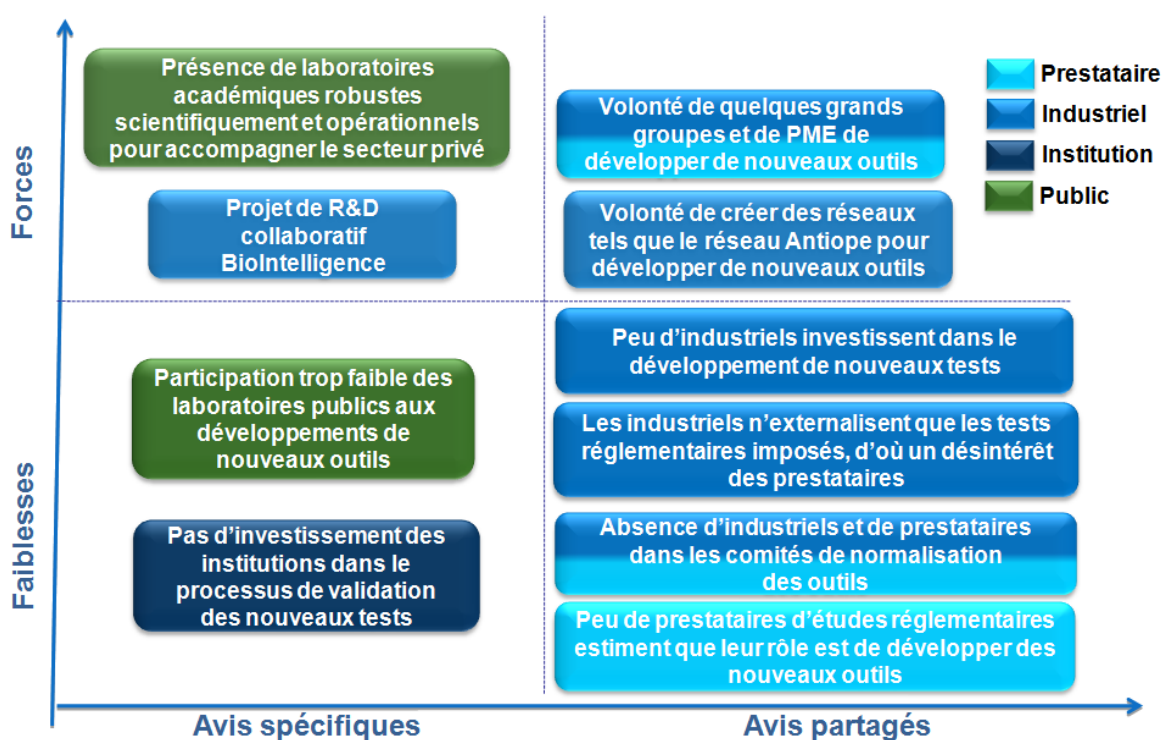 Forces
Présence de laboratoires
académiques robustes
scientifiquement et opérationnels
pour accompagner le secteur privé
Projet de R&D
collaboratif
BioIntelligence
Volonté de quelques grands
groupes et de PME de
développer de nouveaux outils
Volonté de créer des réseaux
tels que le réseau Antiope pour
développer de nouveaux outils
Prestataire
Industriel
Institution
Public
Faiblesses
Participation trop faible des
laboratoires publics aux
développements de
nouveaux outils
Pas d'investissement des
institutions dans le
processus de validation
des nouveaux tests
Peu d'industriels investissent dans le
développement de nouveaux tests
Les industriels n'externalisent que les tests
réglementaires imposés, d'où un désintérêt
des prestataires
Absence d'industriels et de prestataires
dans les comités de normalisation
des outils
Peu de prestataires d'études réglementaires
estiment que leur rôle est de développer des
nouveaux outils
Avis spécifiques
Avis partagés